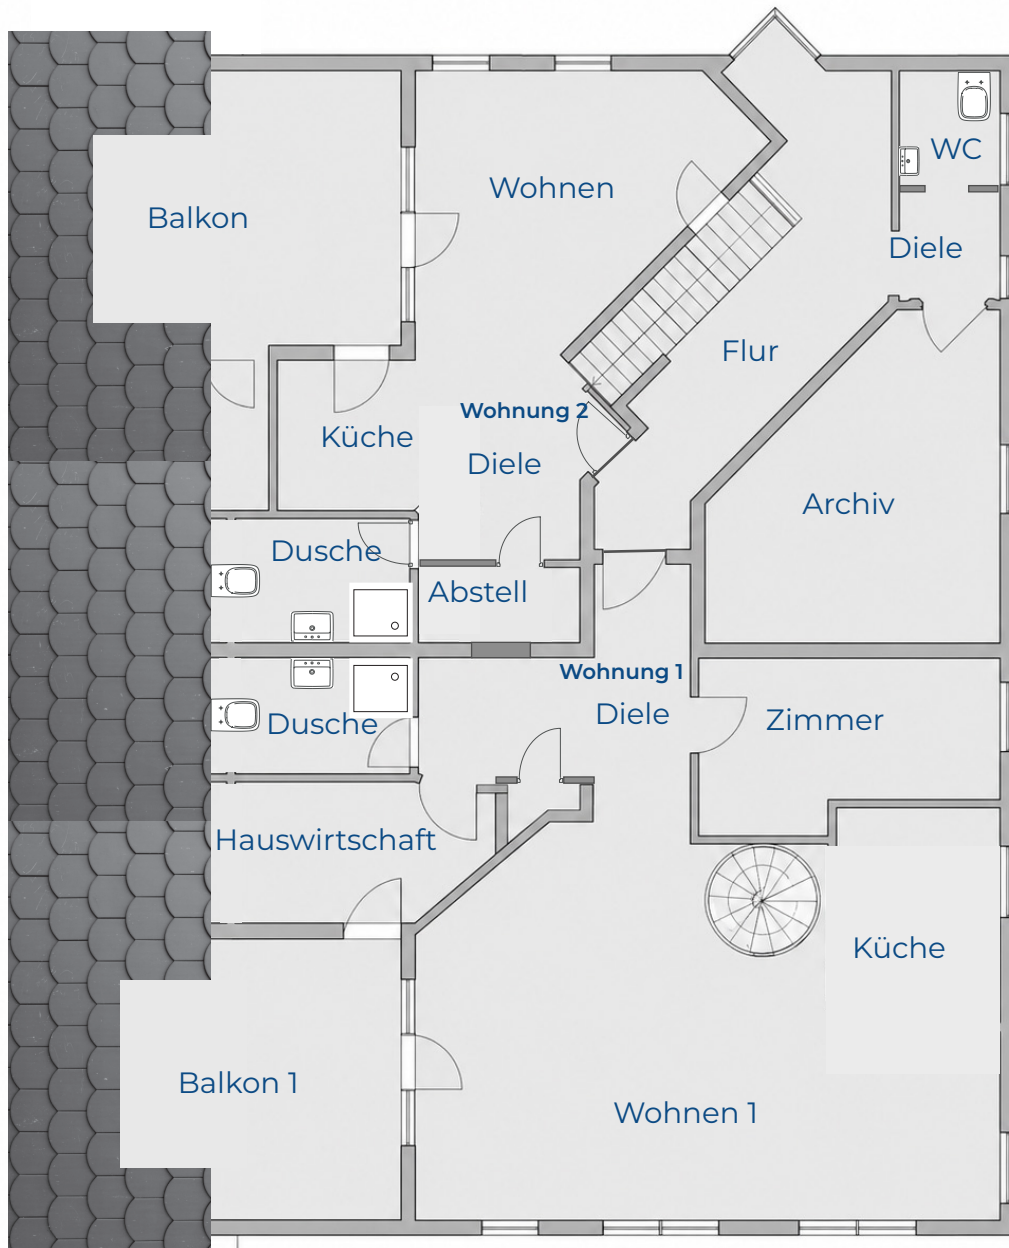 WC
Wohnen
Balkon
Diele
Flur
Wohnung 2
Küche
Diele
Archiv
Dusche
Abstell
Wohnung 1
Diele
Zimmer
Dusche
Hauswirtschaft
Küche
Balkon 1
Wohnen 1